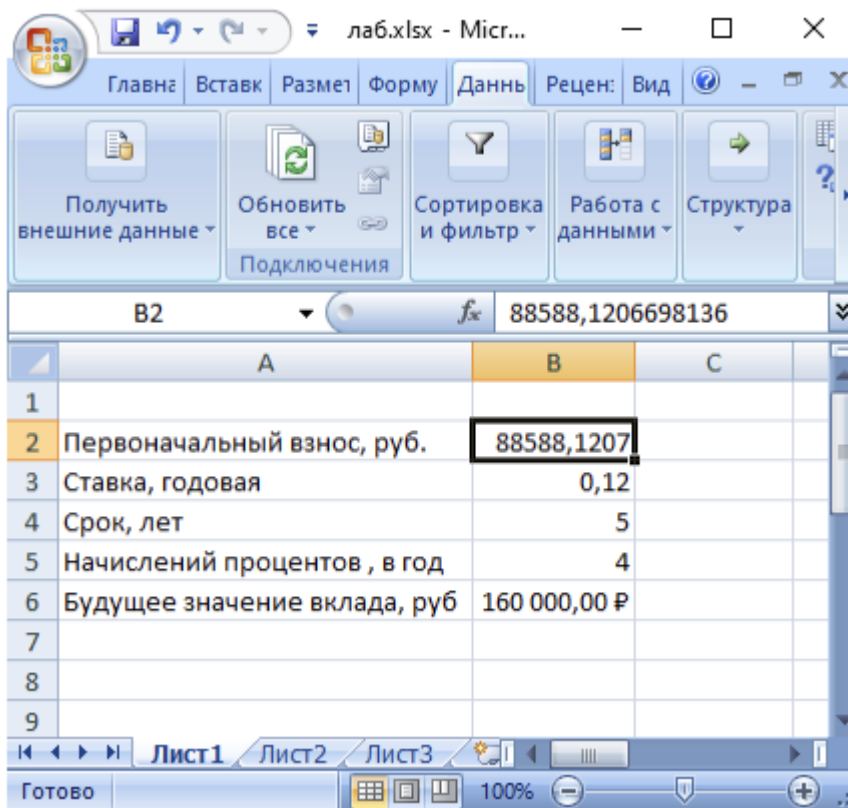 лаб.xlsx - Micr...
Главна Вставк Размет Форму Даннь Рецен: Вид
Получить внешние данные
Обновить все
Сортировка и фильтр
Работа с данными
Структура
Подключения
B2 fx 88588,1206698136
A B C
1
2 Первоначальный взнос, руб. 88588,1207
3 Ставка, годовая 0,12
4 Срок, лет 5
5 Начислений процентов , в год 4
6 Будущее значение вклада, руб 160 000,00 ₽
7
8
9
Лист1 Лист2 Лист3
Готово 100%